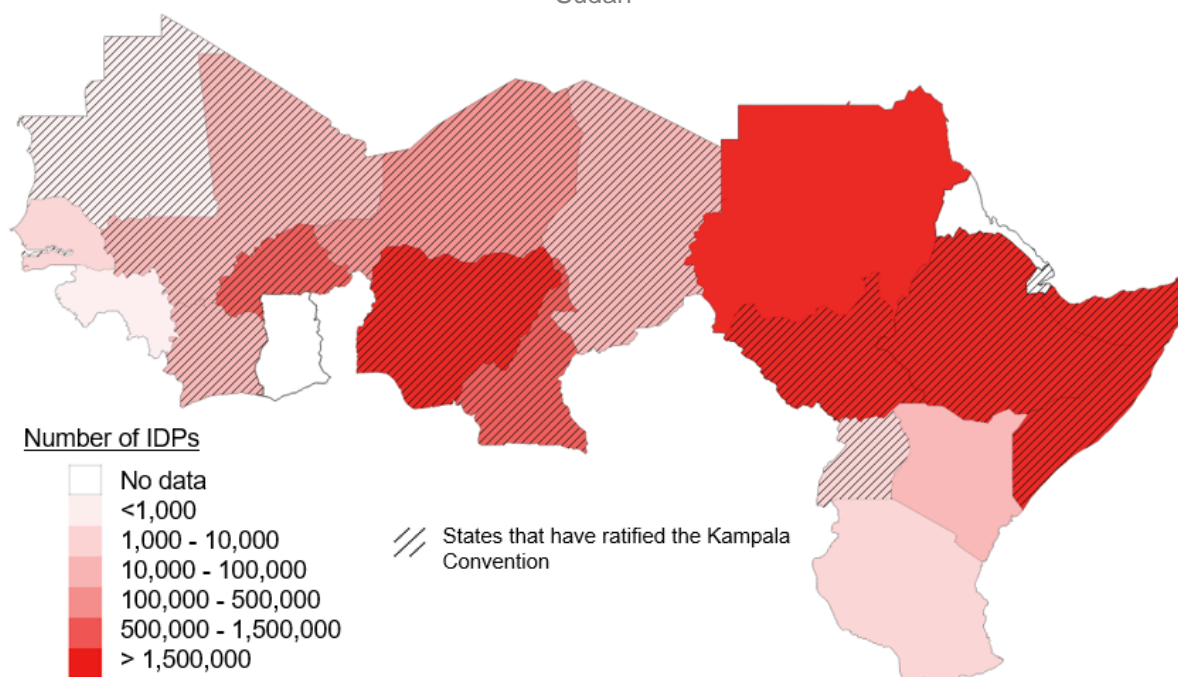 Sudan
Number of IDPs
No data
<1,000
1,000 - 10,000
10,000 - 100,000
100,000 - 500,000
500,000 - 1,500,000
> 1,500,000
States that have ratified the Kampala
Convention